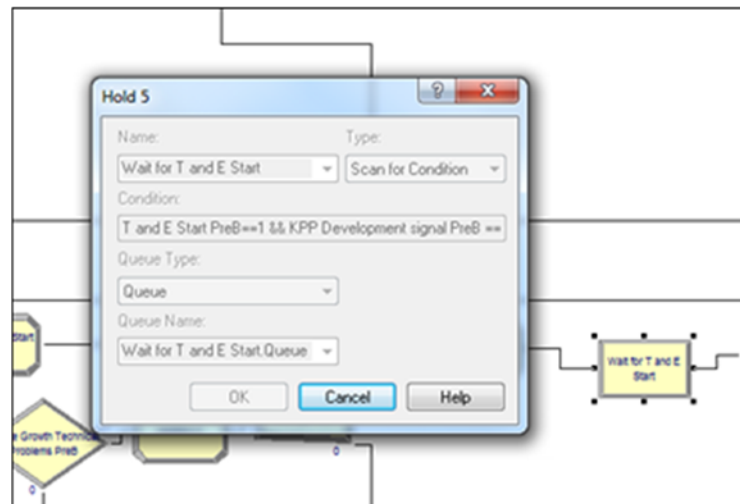 Hold 5
Name:
Type:
Wait for T and E Start
Scan for Condition
Condition:
T and E Start PreB==1 && KPP Development signal PreB ==
Queue Type:
Queue
Queue Name:
Wait for T and E Start.Queue
OK
Cancel
Help
Start
Wait for T and E
Start
e Growth Technical
Problems PreB
0
0